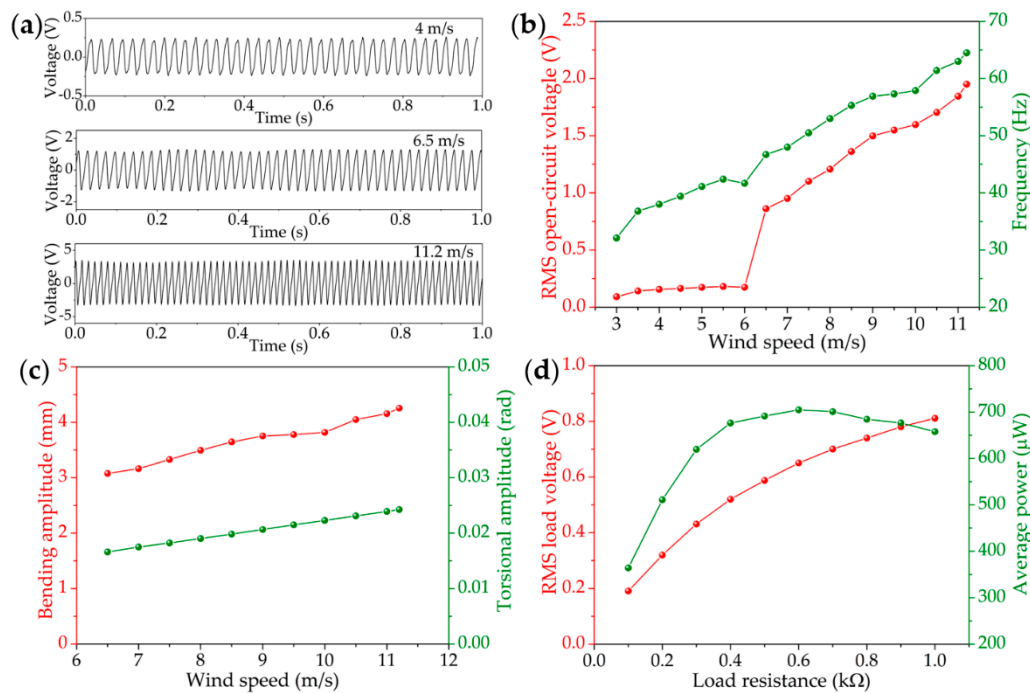 (a)
0.5
0.0
-0.5
Voltage (V)
4 m/s
0.0 0.2 0.4 0.6 0.8 1.0
Time (s)
2
0
-2
Voltage (V)
6.5 m/s
0.0 0.2 0.4 0.6 0.8 1.0
Time (s)
5
0
-5
Voltage (V)
11.2 m/s
0.0 0.2 0.4 0.6 0.8 1.0
Time (s)
(b)
2.5
2.0
1.5
1.0
0.5
0.0
RMS open-circuit voltagle (V)
70
60
50
40
30
20
Frequency (Hz)
3 4 5 6 7 8 9 10 11
Wind speed (m/s)
(c)
5
4
3
2
1
0
Bending amplitude (mm)
0.05
0.04
0.03
0.02
0.01
0.00
Torsional amplitude (rad)
6 7 8 9 10 11 12
Wind speed (m/s)
(d)
1.0
0.8
0.6
0.4
0.2
0.0
RMS load voltage (V)
800
700
600
500
400
300
200
Average power (μW)
0.0 0.2 0.4 0.6 0.8 1.0
Load resistance (kΩ)